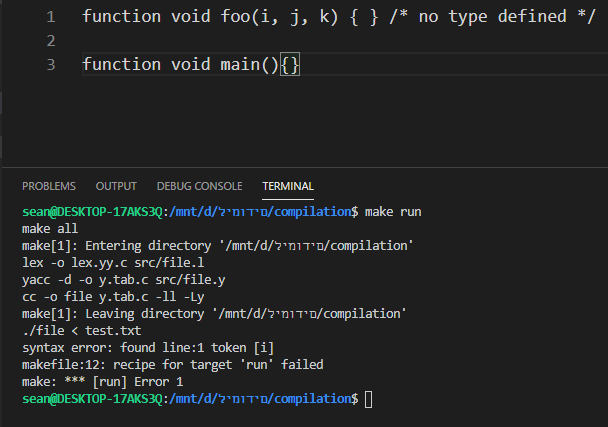 1 function void foo(i, j, k) { } /* no type defined */
2
3 function void main(){}
PROBLEMS OUTPUT DEBUG CONSOLE TERMINAL
sean@DESKTOP-17AKS3Q:/mnt/d/לימודים/compilation$ make run
make all
make[1]: Entering directory '/mnt/d/לימודים/compilation'
lex -o lex.yy.c src/file.l
yacc -d -o y.tab.c src/file.y
cc -o file y.tab.c -ll -Ly
make[1]: Leaving directory '/mnt/d/לימודים/compilation'
./file < test.txt
syntax error: found line:1 token [i]
makefile:12: recipe for target 'run' failed
make: *** [run] Error 1
sean@DESKTOP-17AKS3Q:/mnt/d/לימודים/compilation$